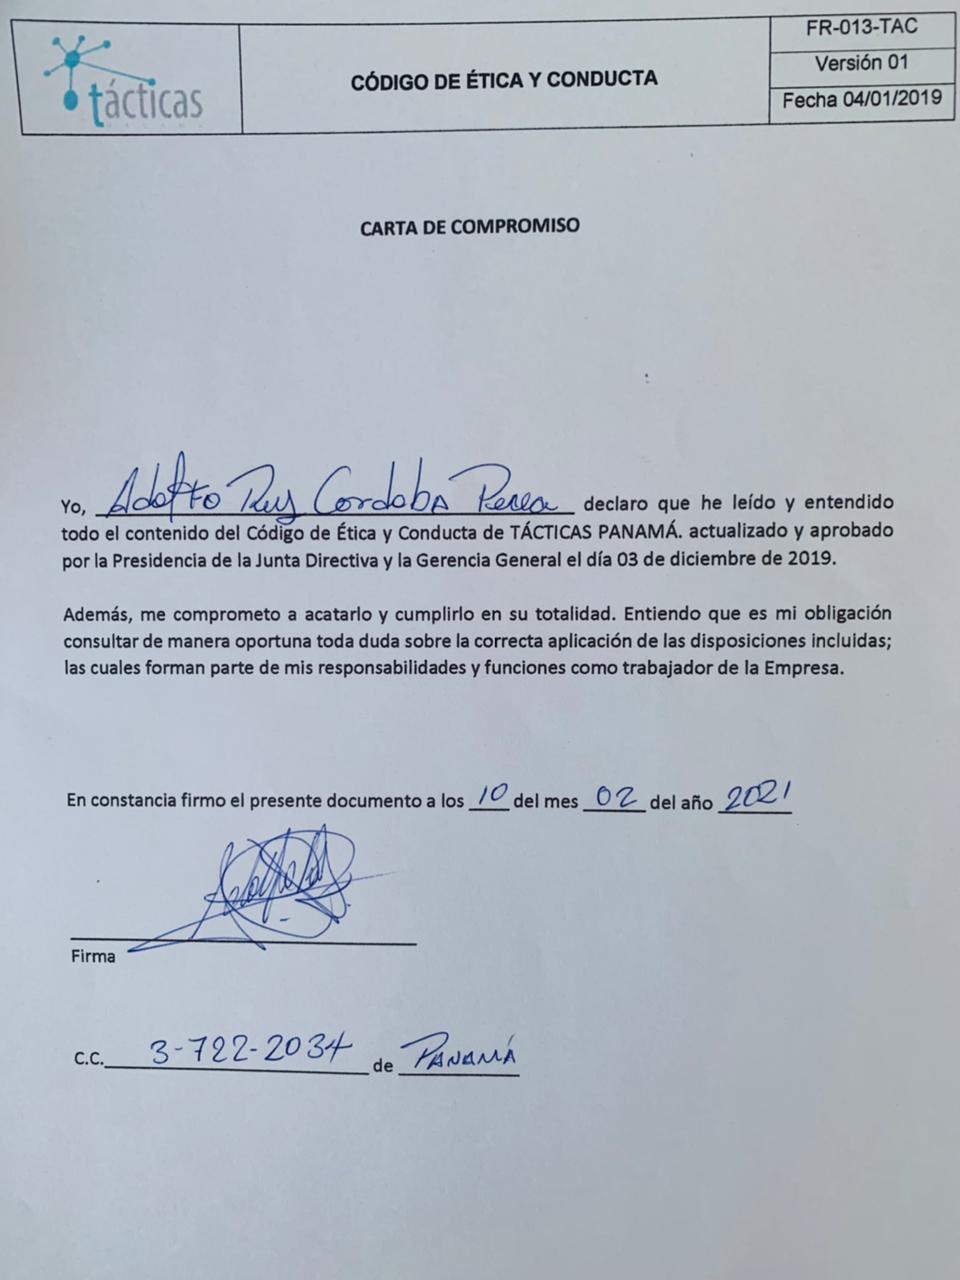 tácticas
CÓDIGO DE ÉTICA Y CONDUCTA
FR-013-TAC
Versión 01
Fecha 04/01/2019
CARTA DE COMPROMISO
Yo, Adolfo Ruy Cordoba Perea declaro que he leído y entendido
todo el contenido del Código de Ética y Conducta de TÁCTICAS PANAMÁ. actualizado y aprobado
por la Presidencia de la Junta Directiva y la Gerencia General el día 03 de diciembre de 2019.
Además, me comprometo a acatarlo y cumplirlo en su totalidad. Entiendo que es mi obligación
consultar de manera oportuna toda duda sobre la correcta aplicación de las disposiciones incluidas;
las cuales forman parte de mis responsabilidades y funciones como trabajador de la Empresa.
En constancia firmo el presente documento a los 10 del mes 02 del año 2021
Firma
C.C. 3-722-2034 de PANAMÁ